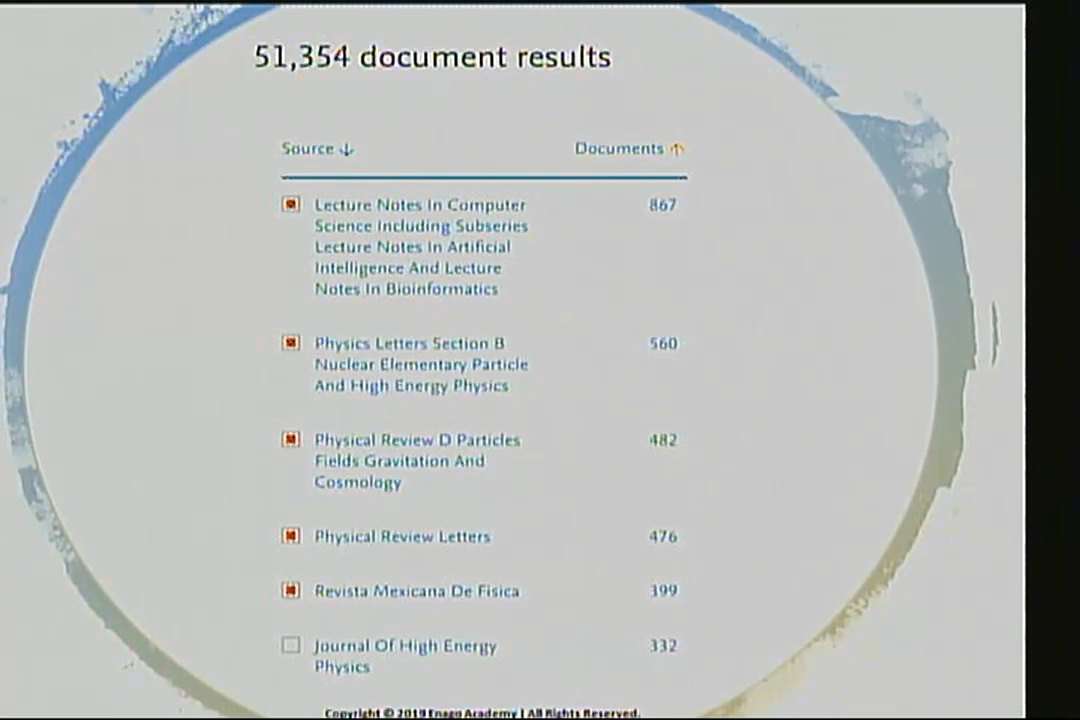 51,354 document results
Source ↓ Documents ↑
Lecture Notes In Computer 867
Science Including Subseries
Lecture Notes In Artificial
Intelligence And Lecture
Notes In Bioinformatics
Physics Letters Section B 560
Nuclear Elementary Particle
And High Energy Physics
Physical Review D Particles 482
Fields Gravitation And
Cosmology
Physical Review Letters 476
Revista Mexicana De Fisica 399
Journal Of High Energy 332
Physics
Copyright © 2019 Enago Academy | All Rights Reserved.